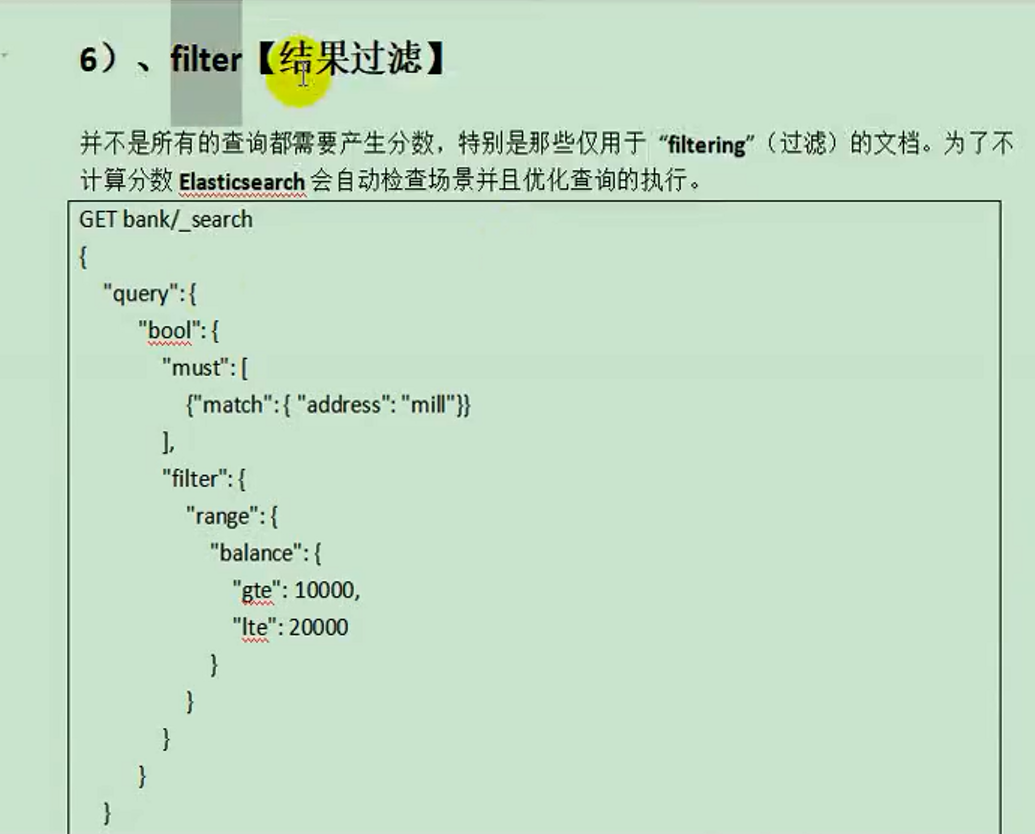 6）、filter【结果过滤】
并不是所有的查询都需要产生分数，特别是那些仅用于 “filtering”（过滤）的文档。为了不
计算分数 Elasticsearch 会自动检查场景并且优化查询的执行。
GET bank/_search
{
"query": {
"bool": {
"must": [
{"match": { "address": "mill"}}
],
"filter": {
"range": {
"balance": {
"gte": 10000,
"lte": 20000
}
}
}
}
}